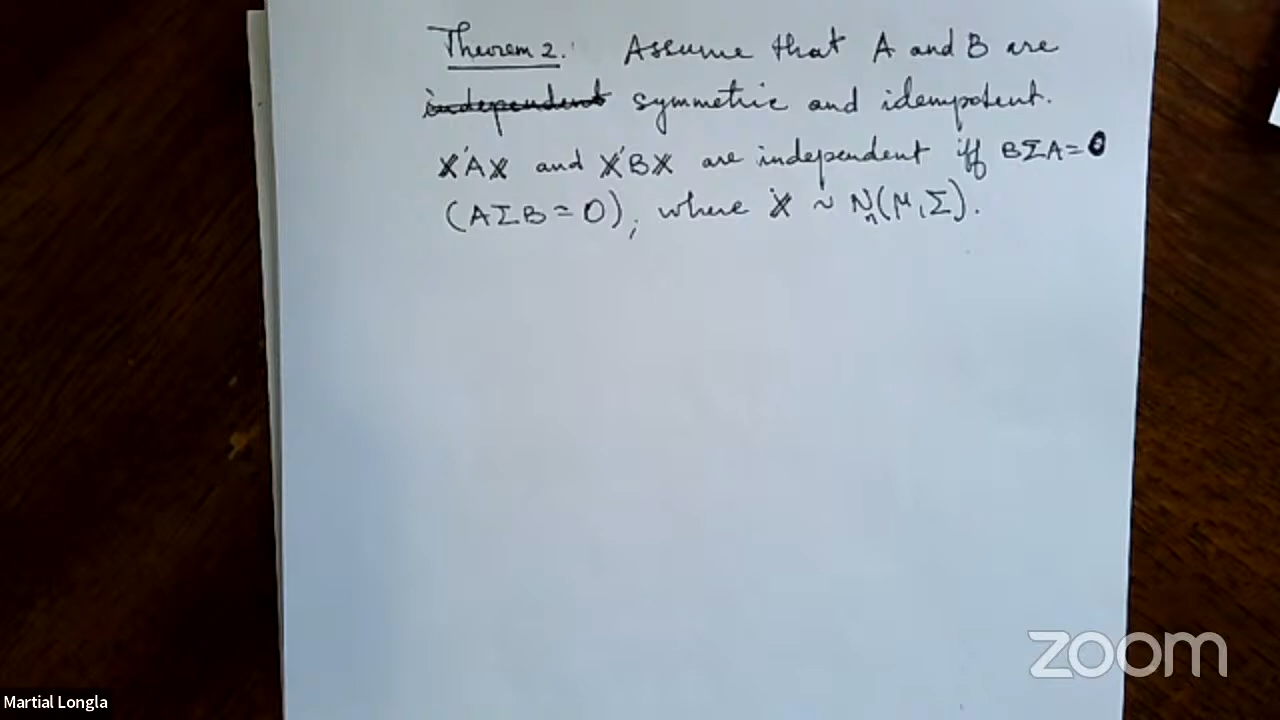 Theorem 2. Assume that A and B are
independent symmetric and idempotent.
X'AX and X'BX are independent iff BΣA=0
(AΣB=0), where X ~ Nₙ(μ,Σ).
zoom
Martial Longla